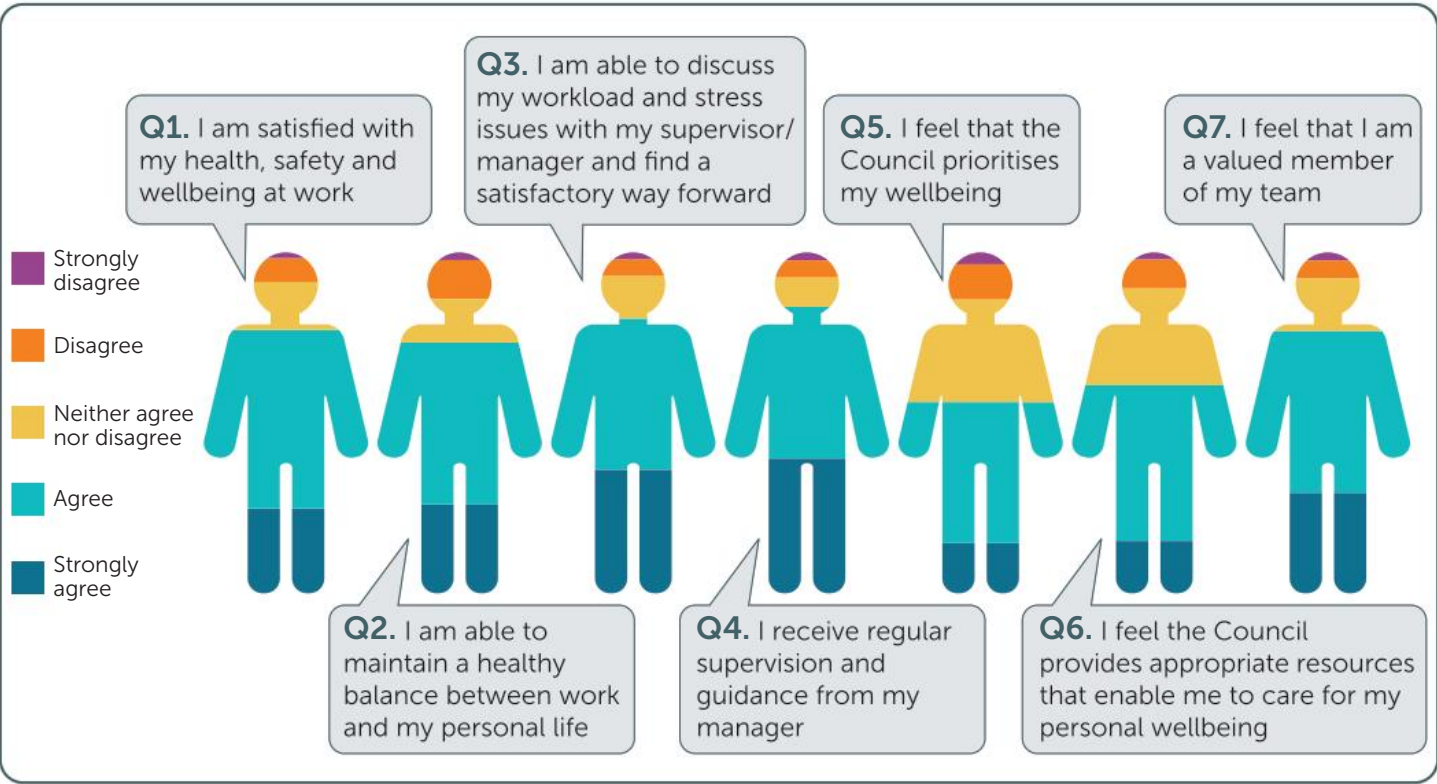 Q1. I am satisfied with
my health, safety and
wellbeing at work
Q3. I am able to discuss
my workload and stress
issues with my supervisor/
manager and find a
satisfactory way forward
Q5. I feel that the
Council prioritises
my wellbeing
Q7. I feel that I am
a valued member
of my team
Strongly
disagree
Disagree
Neither agree
nor disagree
Agree
Strongly
agree
Q2. I am able to
maintain a healthy
balance between work
and my personal life
Q4. I receive regular
supervision and
guidance from my
manager
Q6. I feel the Council
provides appropriate resources
that enable me to care for my
personal wellbeing